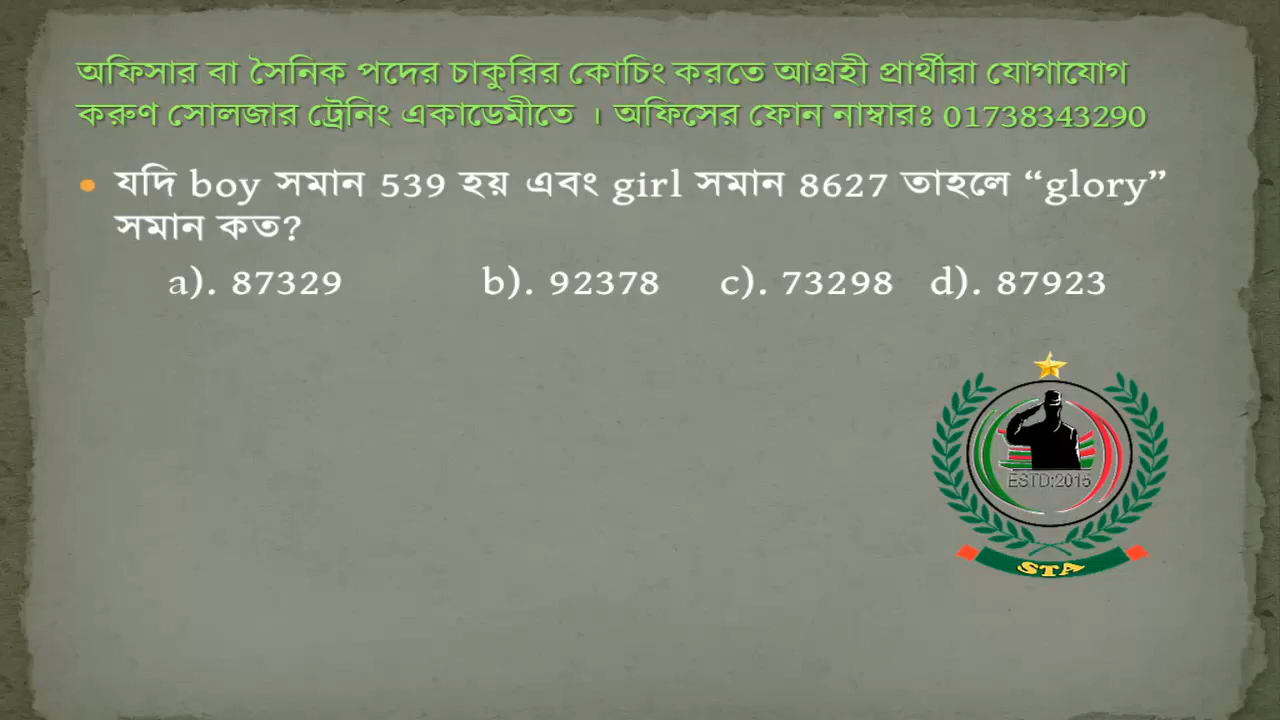 অফিসার বা সৈনিক পদের চাকুরির কোচিং করতে আগ্রহী প্রার্থীরা যোগাযোগ
করুণ সোলজার ট্রেনিং একাডেমীতে । অফিসের ফোন নাম্বারঃ 01738343290
• যদি boy সমান 539 হয় এবং girl সমান 8627 তাহলে “glory”
সমান কত?
a). 87329 b). 92378 c). 73298 d). 87923
ESTD:2015
STA